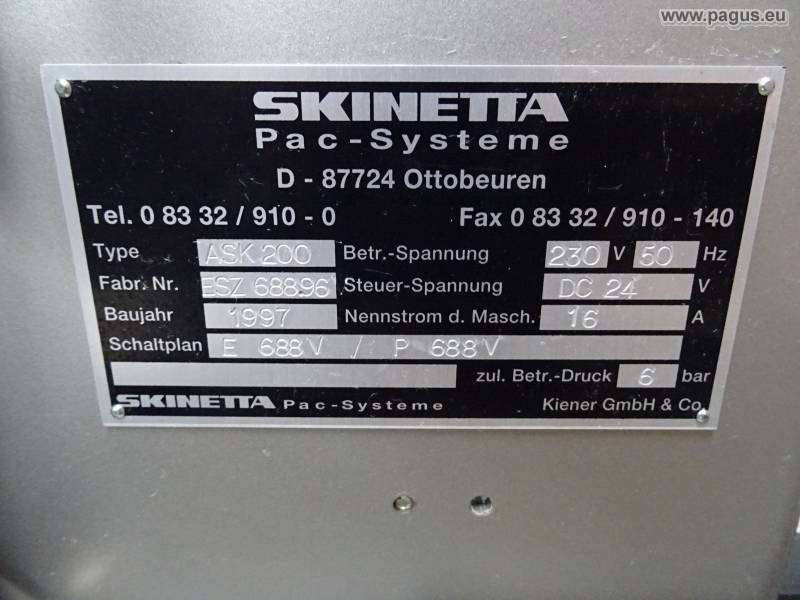 www.pagus.eu
SKINETTA
Pac-Systeme
D - 87724 Ottobeuren
Tel. 0 83 32 / 910 - 0 Fax 0 83 32 / 910 - 140
Type ASK 200 Betr.-Spannung 230 V 50 Hz
Fabr. Nr. ESZ 688.96 Steuer-Spannung DC 24 V
Baujahr 1997 Nennstrom d. Masch. 16 A
Schaltplan E 688 V / P 688 V
zul. Betr.-Druck 6 bar
SKINETTA Pac-Systeme Kiener GmbH & Co.